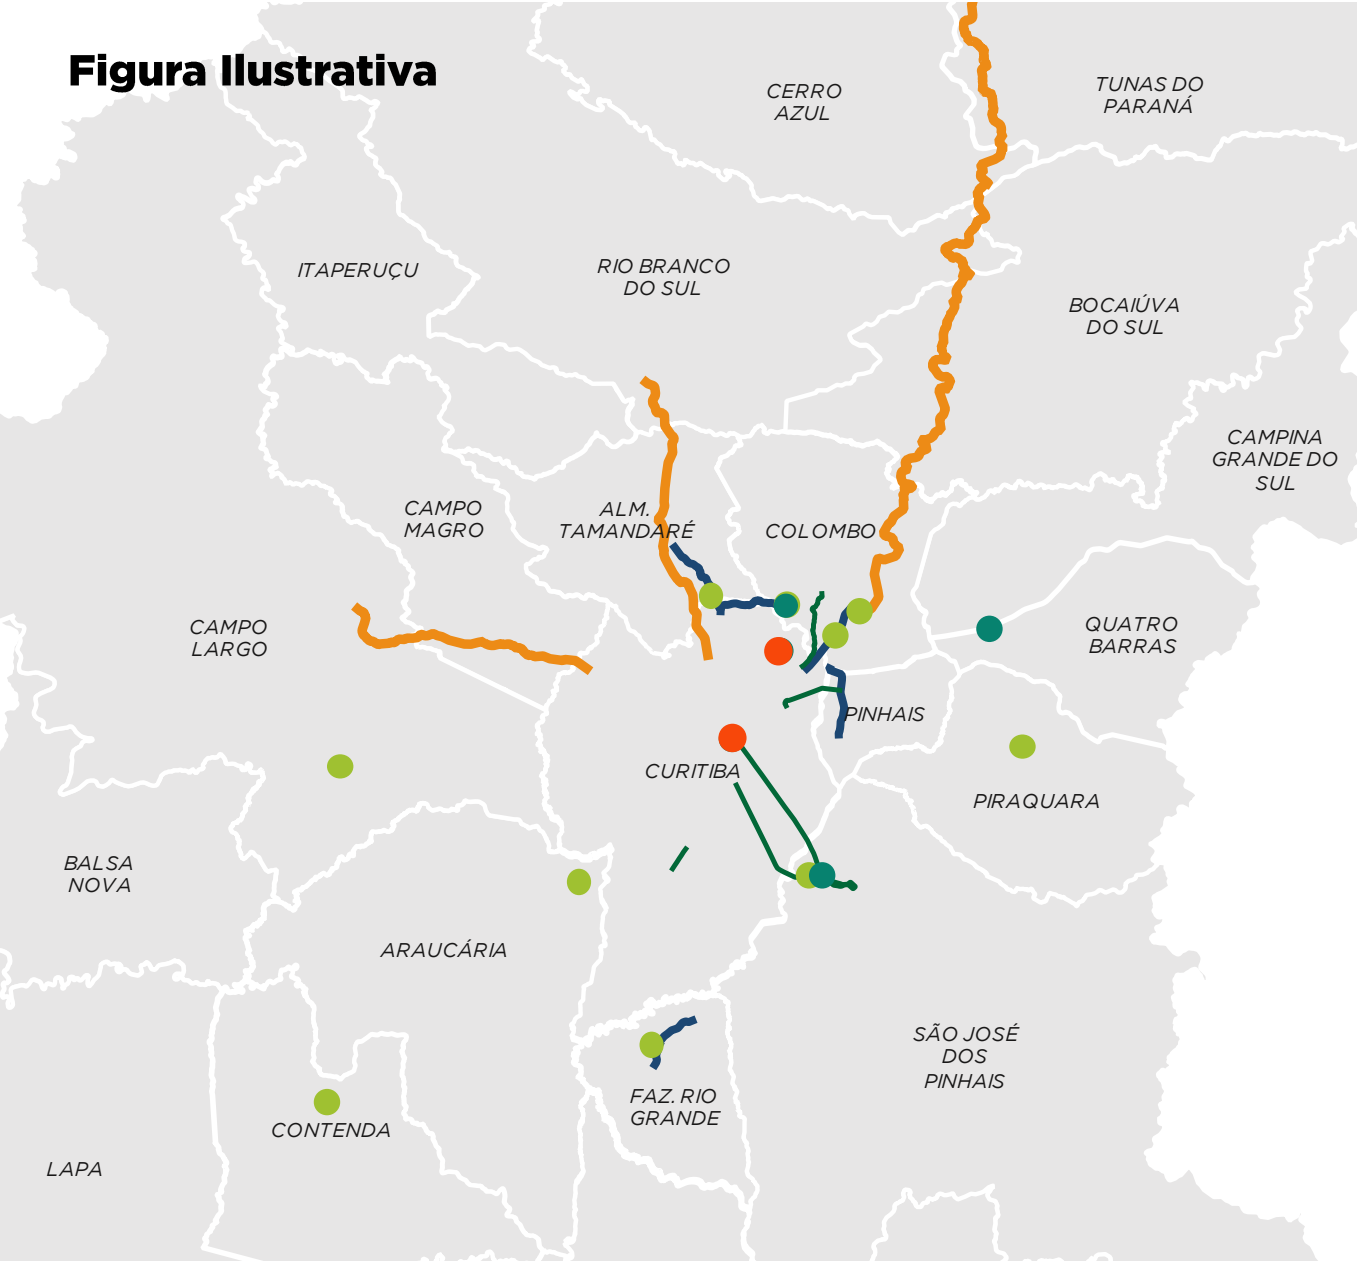 Figura Ilustrativa
CERRO
AZUL
TUNAS DO
PARANÁ
ITAPERUÇU
RIO BRANCO
DO SUL
BOCAIÚVA
DO SUL
CAMPINA
GRANDE DO
SUL
CAMPO
MAGRO
ALM.
TAMANDARÉ
COLOMBO
CAMPO
LARGO
QUATRO
BARRAS
PINHAIS
CURITIBA
PIRAQUARA
BALSA
NOVA
ARAUCÁRIA
SÃO JOSÉ
DOS
PINHAIS
FAZ. RIO
GRANDE
CONTENDA
LAPA